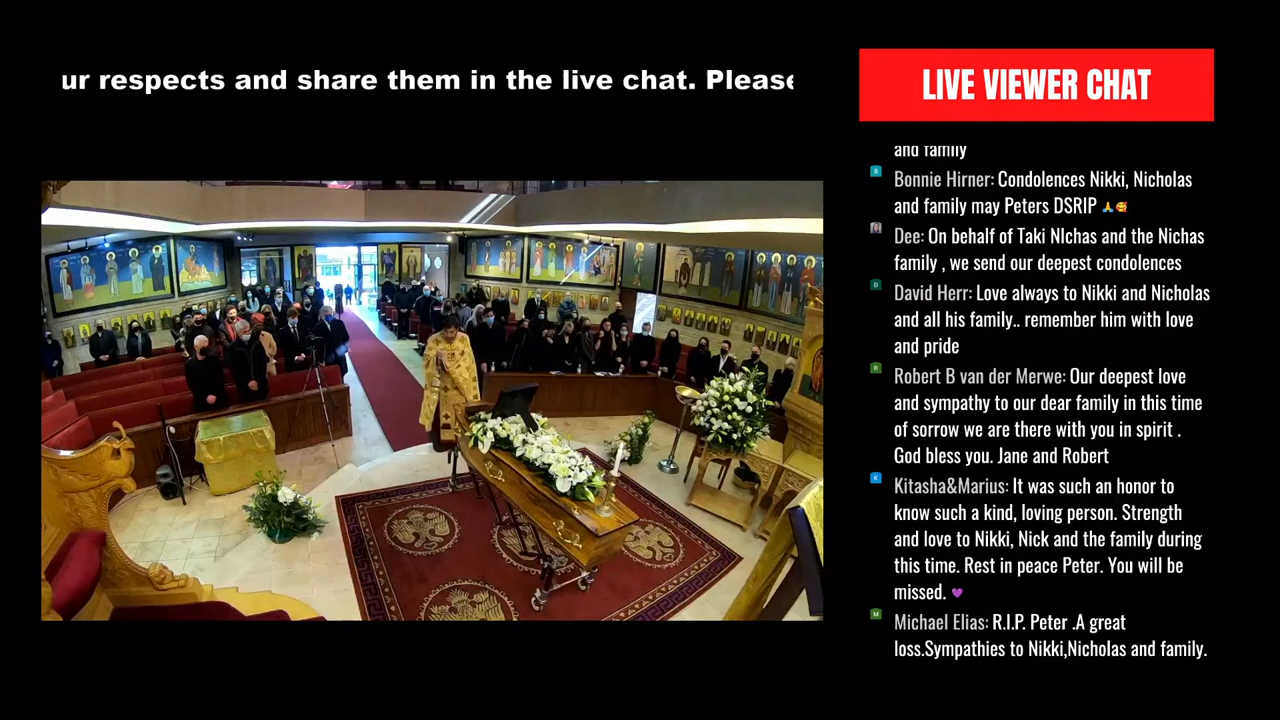 ur respects and share them in the live chat. Please
LIVE VIEWER CHAT
and family
Bonnie Hirner: Condolences Nikki, Nicholas
and family may Peters DSRIP 🙏🥰
Dee: On behalf of Taki NIchas and the Nichas
family , we send our deepest condolences
David Herr: Love always to Nikki and Nicholas
and all his family.. remember him with love
and pride
Robert B van der Merwe: Our deepest love
and sympathy to our dear family in this time
of sorrow we are there with you in spirit .
God bless you. Jane and Robert
Kitasha&Marius: It was such an honor to
know such a kind, loving person. Strength
and love to Nikki, Nick and the family during
this time. Rest in peace Peter. You will be
missed. 💜
Michael Elias: R.I.P. Peter .A great
loss.Sympathies to Nikki,Nicholas and family.